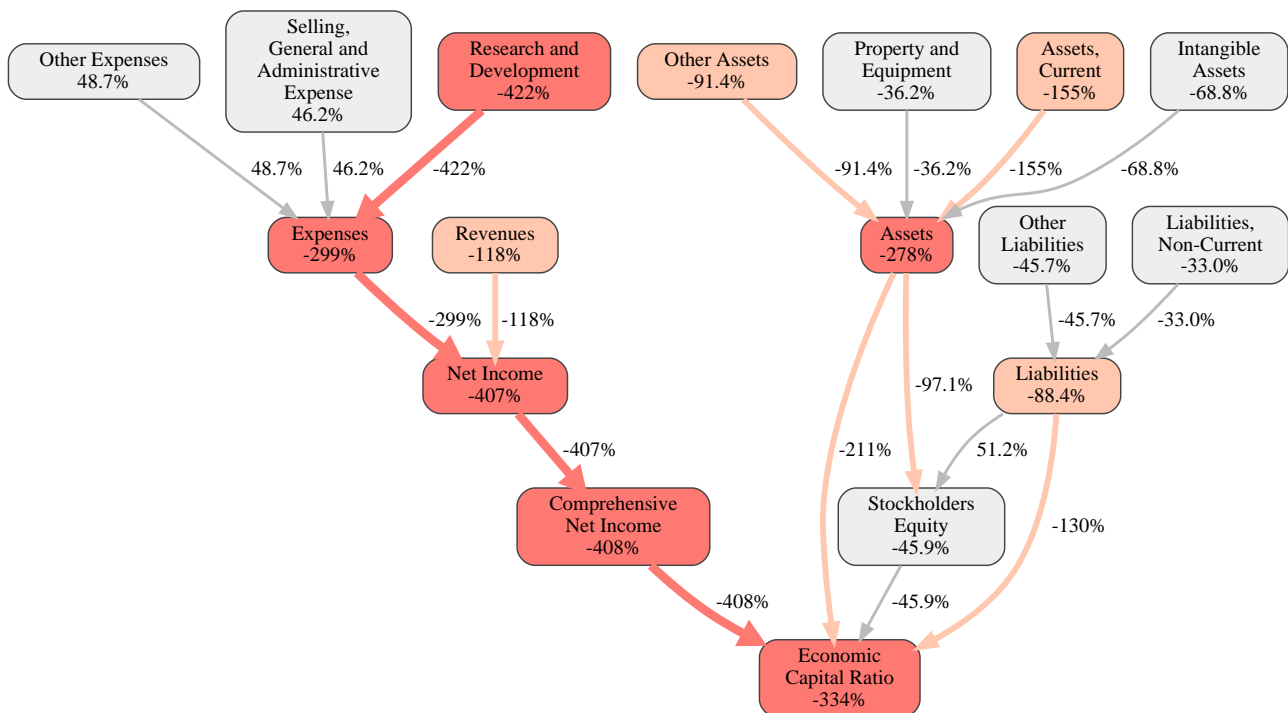 Other Expenses
48.7%
Selling,
General and
Administrative
Expense
46.2%
Research and
Development
-422%
Other Assets
-91.4%
Property and
Equipment
-36.2%
Assets,
Current
-155%
Intangible
Assets
-68.8%
48.7%
46.2%
-422%
-91.4%
-36.2%
-155%
-68.8%
Expenses
-299%
Revenues
-118%
Assets
-278%
Other
Liabilities
-45.7%
Liabilities,
Non-Current
-33.0%
-299%
-118%
-45.7%
-33.0%
Net Income
-407%
-97.1%
Liabilities
-88.4%
-407%
-211%
51.2%
Comprehensive
Net Income
-408%
Stockholders
Equity
-45.9%
-130%
-408%
-45.9%
Economic
Capital Ratio
-334%